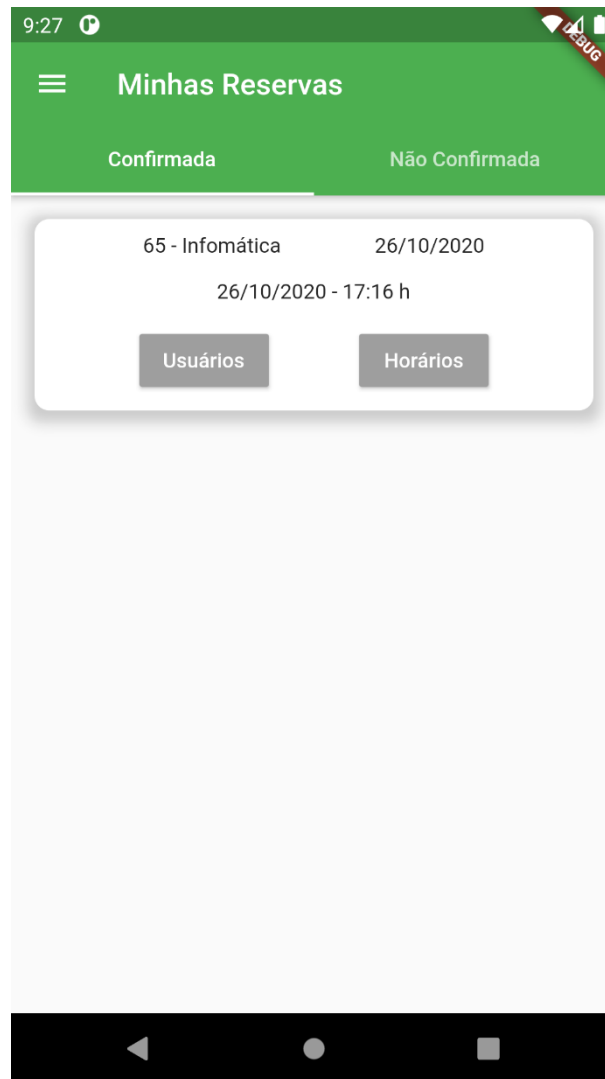 9:27
DEBUG
Minhas Reservas
Confirmada Não Confirmada
65 - Infomática 26/10/2020
26/10/2020 - 17:16 h
Usuários Horários